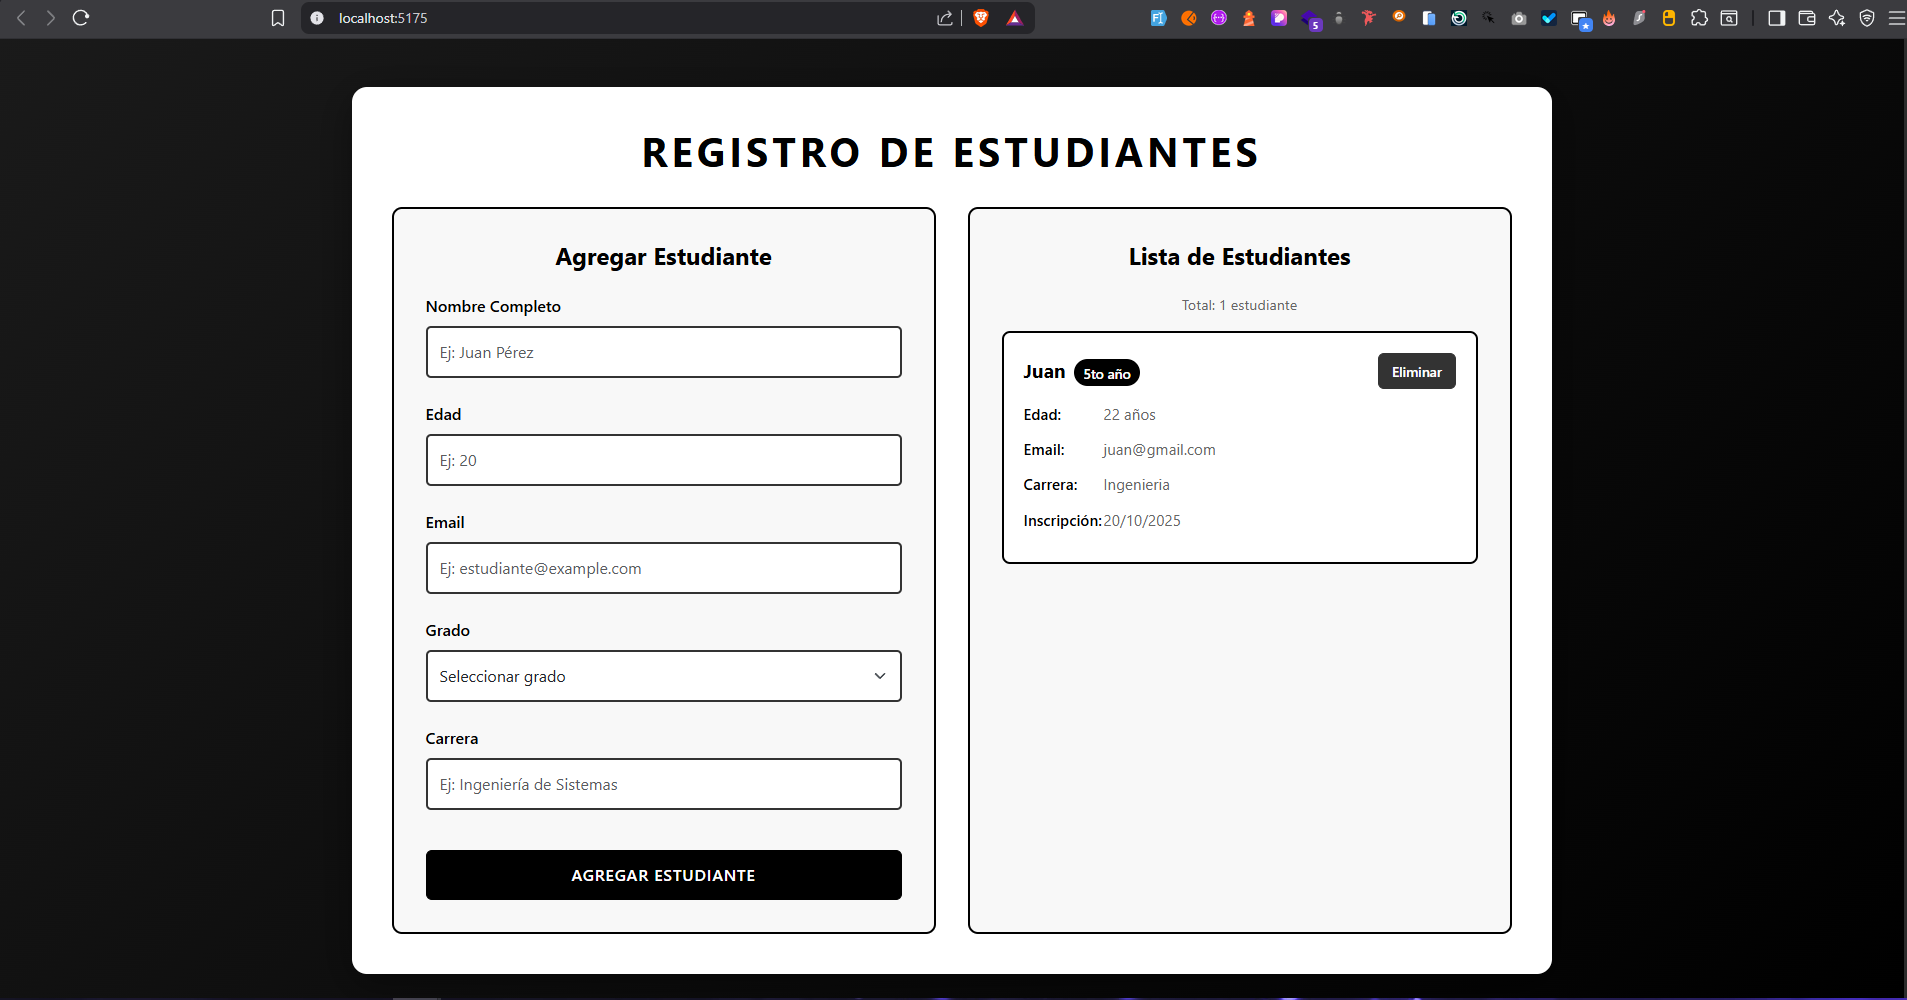 localhost:5175
5
REGISTRO DE ESTUDIANTES
Agregar Estudiante
Nombre Completo
Ej: Juan Pérez
Edad
Ej: 20
Email
Ej: estudiante@example.com
Grado
Seleccionar grado
Carrera
Ej: Ingeniería de Sistemas
AGREGAR ESTUDIANTE
Lista de Estudiantes
Total: 1 estudiante
Juan 5to año Eliminar
Edad: 22 años
Email: juan@gmail.com
Carrera: Ingenieria
Inscripción: 20/10/2025